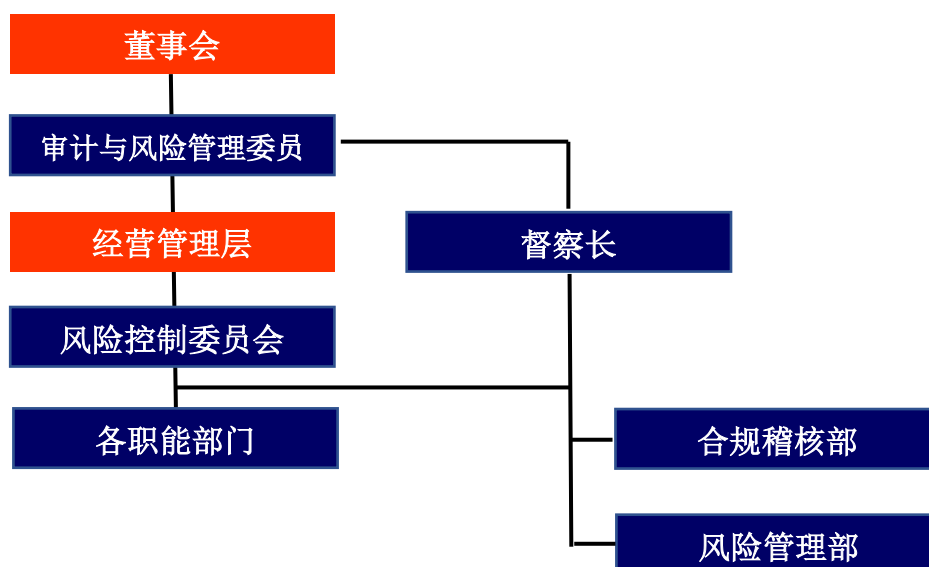 董事会
审计与风险管理委员
经营管理层
督察长
风险控制委员会
各职能部门
合规稽核部
风险管理部